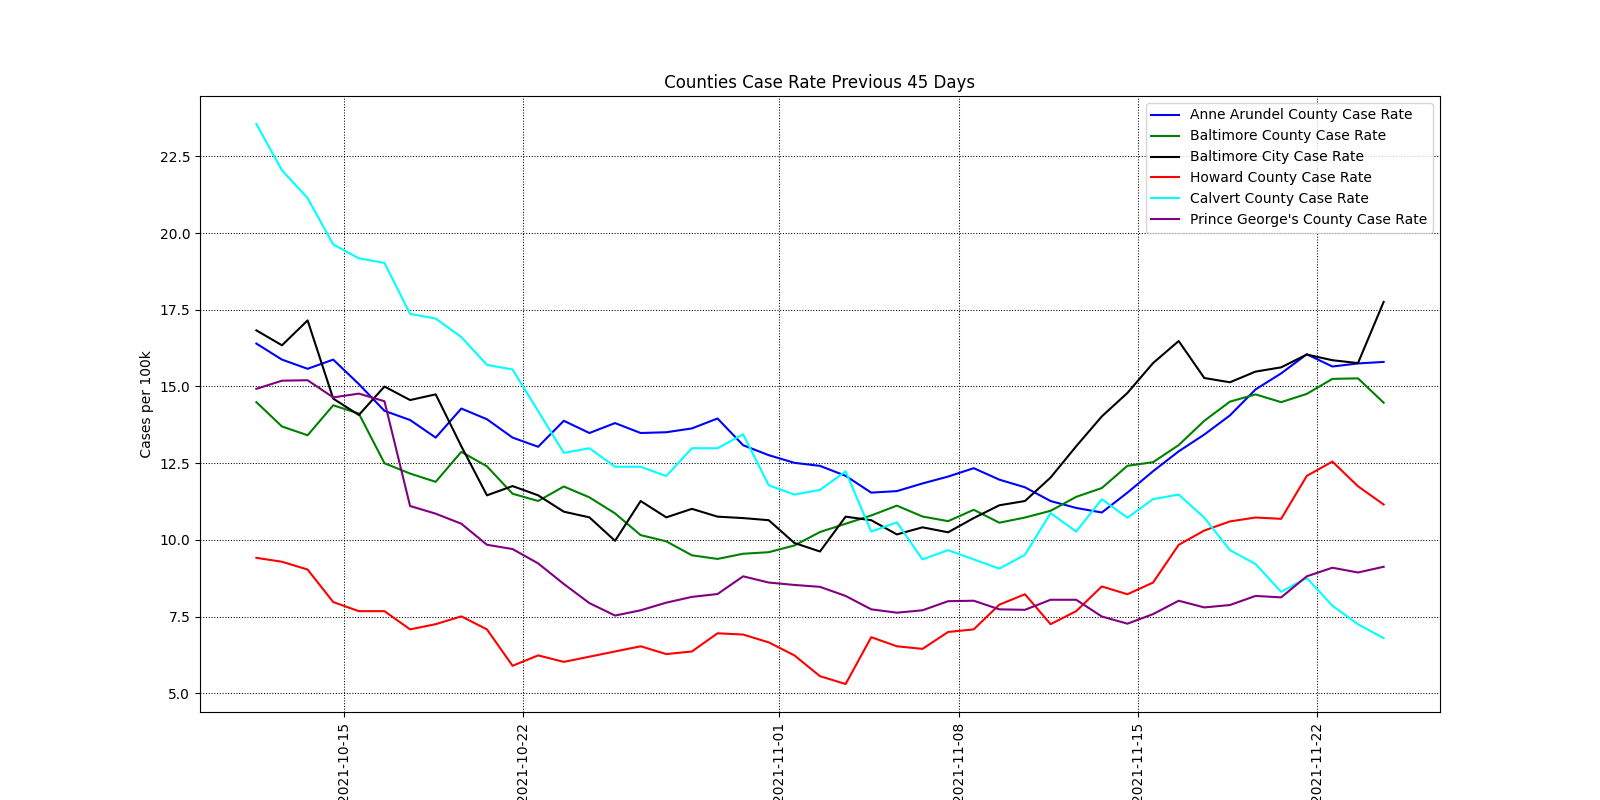 Counties Case Rate Previous 45 Days
Anne Arundel County Case Rate
Baltimore County Case Rate
Baltimore City Case Rate
Howard County Case Rate
Calvert County Case Rate
Prince George's County Case Rate
Cases per 100k
22.5
20.0
17.5
15.0
12.5
10.0
7.5
5.0
2021-10-15
2021-10-22
2021-11-01
2021-11-08
2021-11-15
2021-11-22